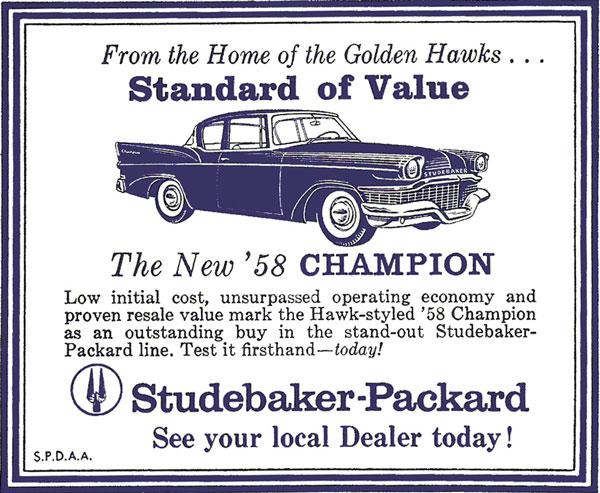 From the Home of the Golden Hawks . . .
Standard of Value
Champion
STUDEBAKER
The New '58 CHAMPION
Low initial cost, unsurpassed operating economy and
proven resale value mark the Hawk-styled '58 Champion
as an outstanding buy in the stand-out Studebaker-
Packard line. Test it firsthand—today!
Studebaker-Packard
See your local Dealer today!
S.P.D.A.A.